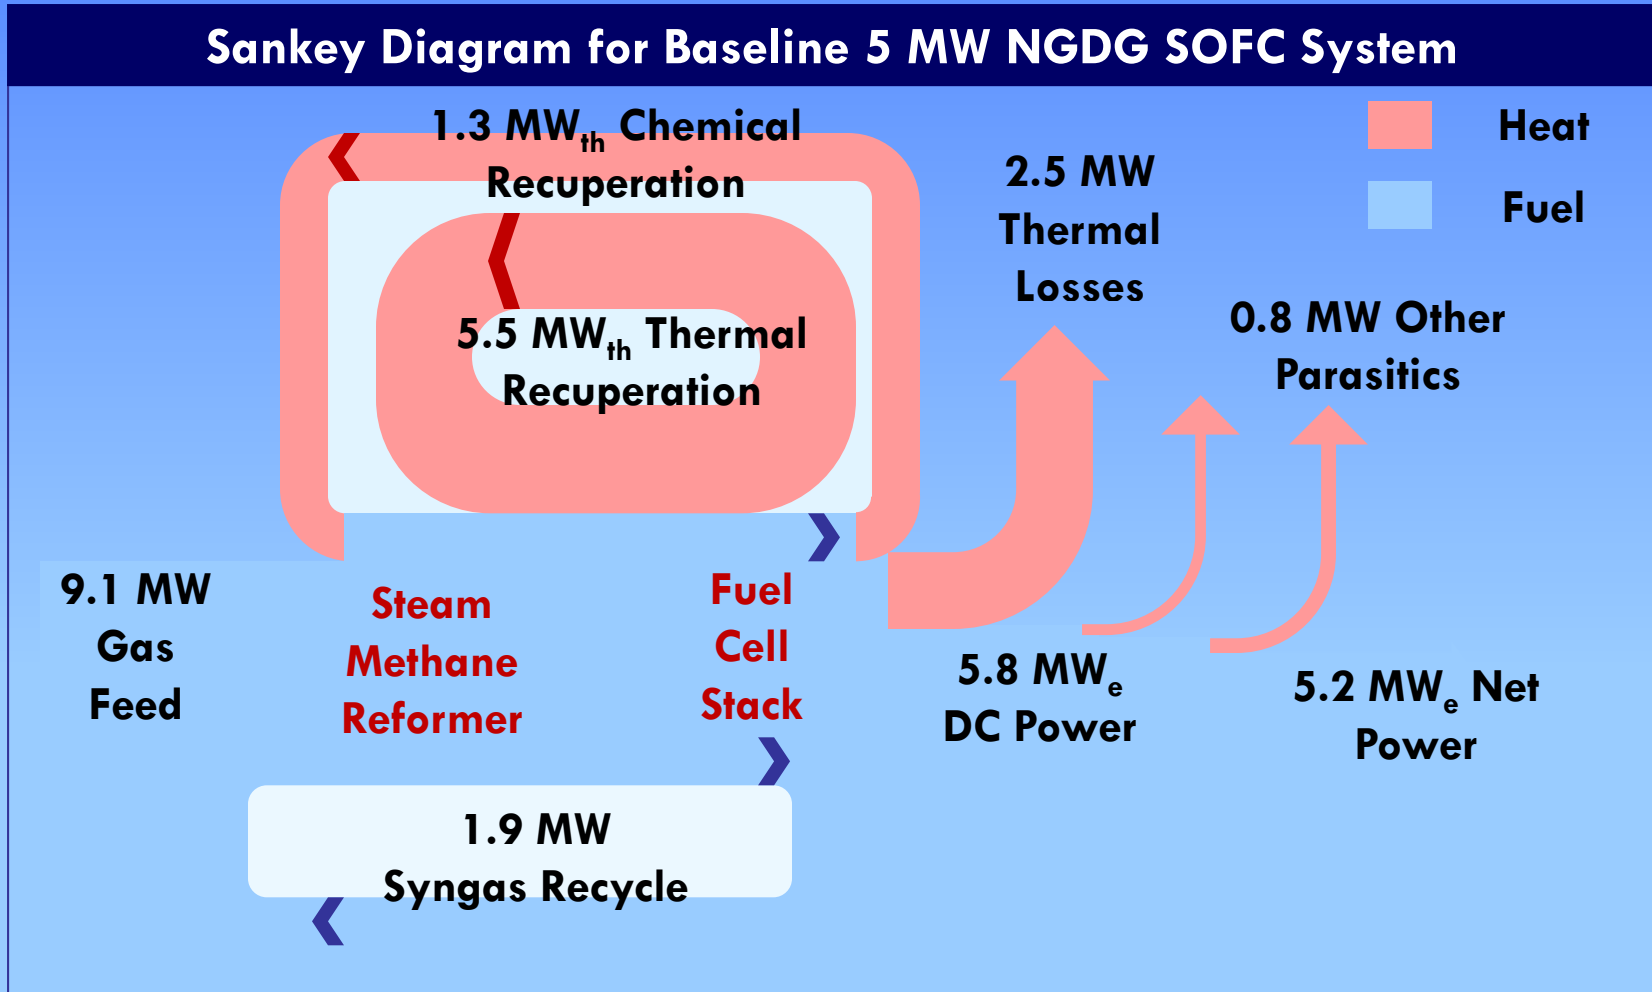 Sankey Diagram for Baseline 5 MW NGDG SOFC System
1.3 MWth Chemical
Recuperation
Heat
2.5 MW
Thermal
Losses
Fuel
5.5 MWth Thermal
Recuperation
0.8 MW Other
Parasitics
9.1 MW
Gas
Feed
Steam
Methane
Reformer
Fuel
Cell
Stack
5.8 MWe
DC Power
5.2 MWe Net
Power
1.9 MW
Syngas Recycle